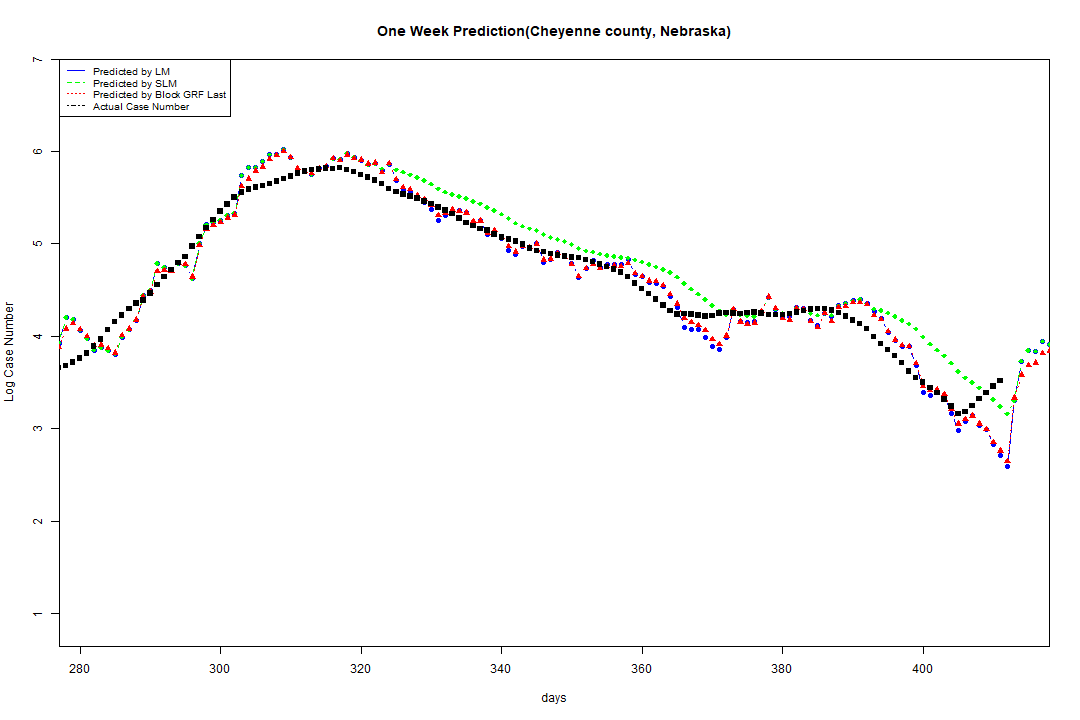 One Week Prediction(Cheyenne county, Nebraska)
7
Predicted by LM
Predicted by SLM
Predicted by Block GRF Last
Actual Case Number
6
5
4
3
2
1
Log Case Number
280 300 320 340 360 380 400
days